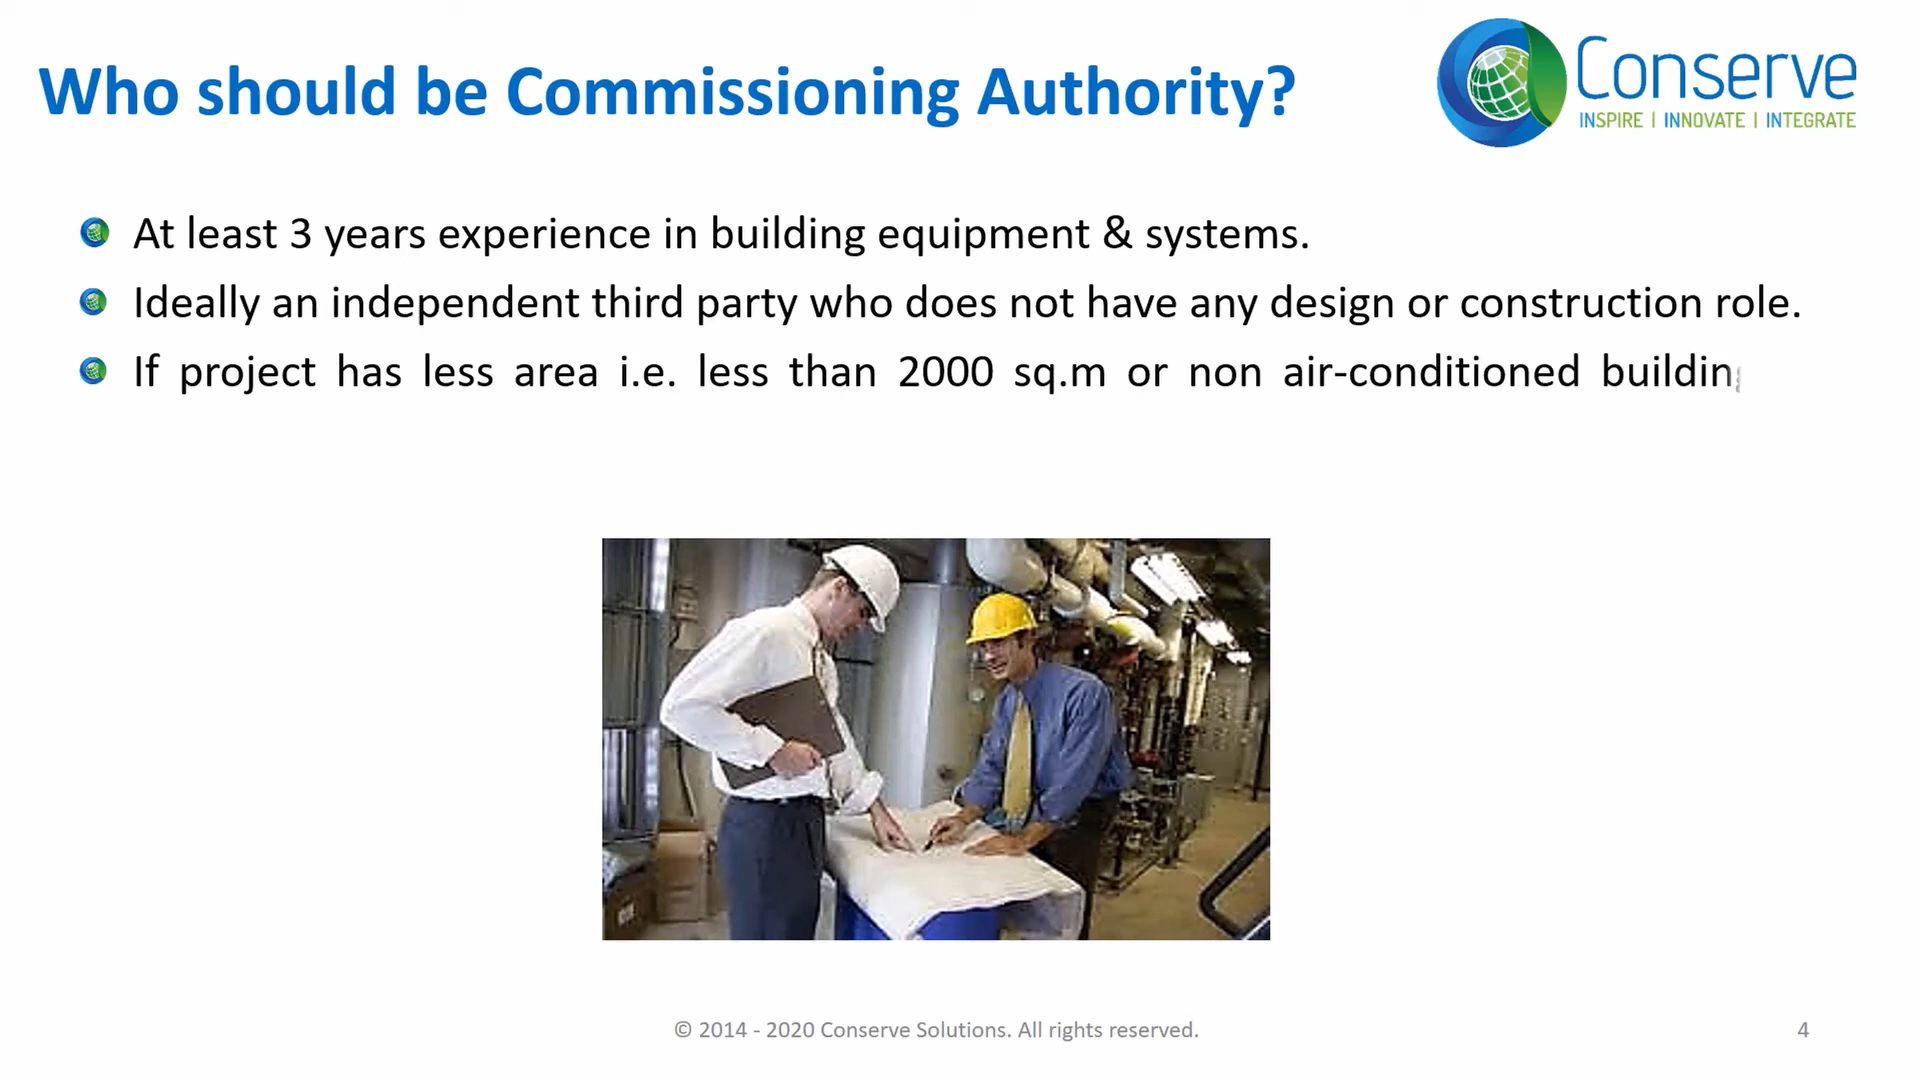 Who should be Commissioning Authority?
Conserve
INSPIRE | INNOVATE | INTEGRATE
At least 3 years experience in building equipment & systems.
Ideally an independent third party who does not have any design or construction role.
If project has less area i.e. less than 2000 sq.m or non air-conditioned building
© 2014 - 2020 Conserve Solutions. All rights reserved.
4